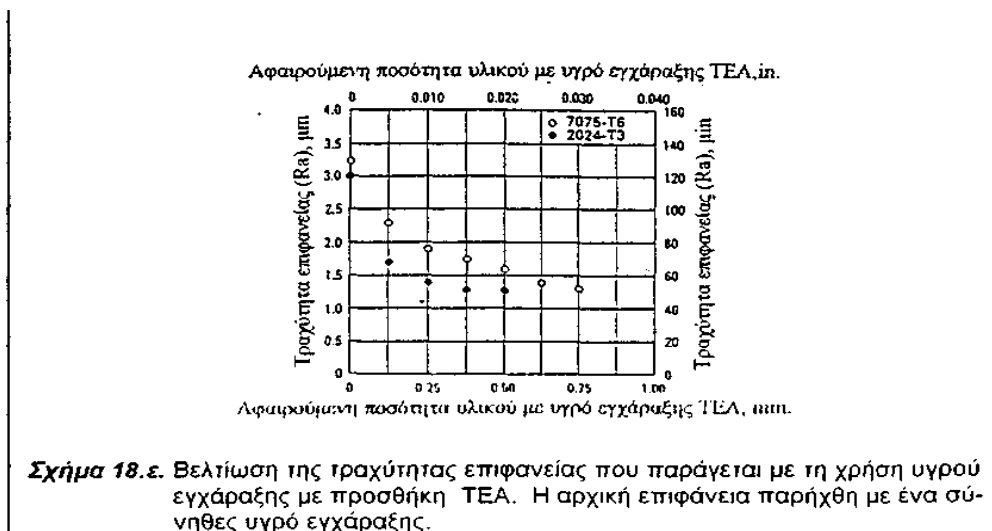 Αφαιρούμενη ποσότητα υλικού με υγρό εγχάραξης ΤΕΑ,in.
0 0.010 0.020 0.030 0.040
4.0 160
7075-T6
2024-T3
3.5 140
3.0 120
2.5 100
2.0 80
1.5 60
1.0 40
0.5 20
0 0
Τραχύτητα επιφανείας (Ra), μm
Τραχύτητα επιφανείας (Ra), μin
0 0.25 0.50 0.75 1.00
Αφαιρούμενη ποσότητα υλικού με υγρό εγχάραξης ΤΕΑ, mm.
Σχήμα 18.ε. Βελτίωση της τραχύτητας επιφανείας που παράγεται με τη χρήση υγρού
εγχάραξης με προσθήκη ΤΕΑ. Η αρχική επιφάνεια παρήχθη με ένα σύ-
νηθες υγρό εγχάραξης.